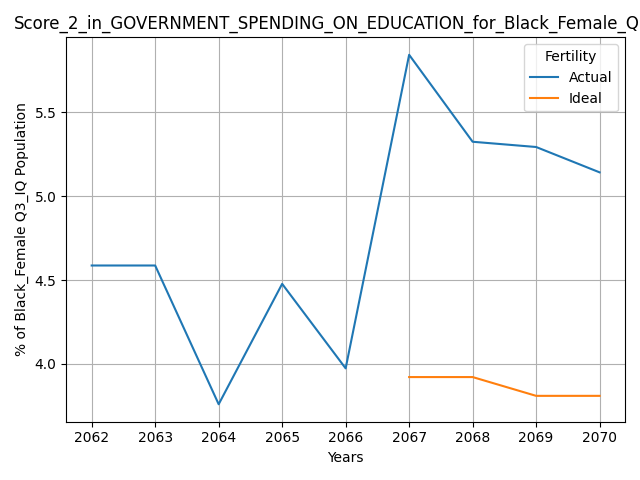 Score_2_in_GOVERNMENT_SPENDING_ON_EDUCATION_for_Black_Female_Q
Fertility
Actual
Ideal
% of Black_Female Q3_IQ Population
5.5
5.0
4.5
4.0
2062 2063 2064 2065 2066 2067 2068 2069 2070
Years